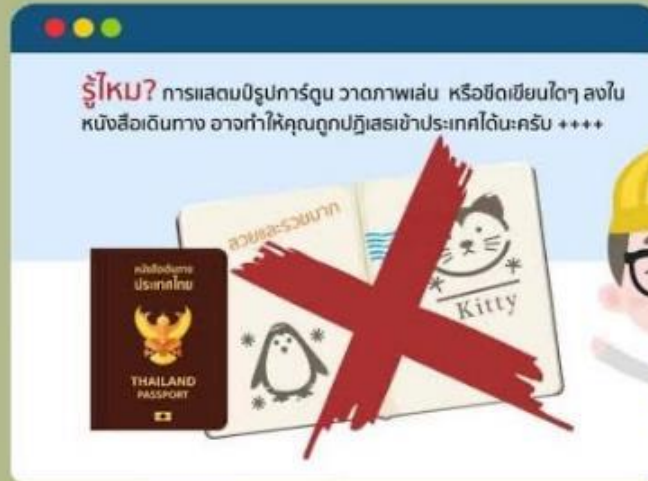 รู้ไหม? การแสตมป์รูปการ์ตูน วาดภาพเล่น หรือขีดเขียนใดๆ ลงใน
หนังสือเดินทาง อาจทำให้คุณถูกปฏิเสธเข้าประเทศได้นะครับ ++++
สวยและรวยมาก
Kitty
หนังสือเดินทาง
ประเทศไทย
THAILAND
PASSPORT